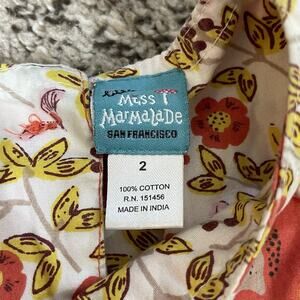 Miss Marmalade
SAN FRANCISCO
2
100% COTTON
R.N. 151456
MADE IN INDIA